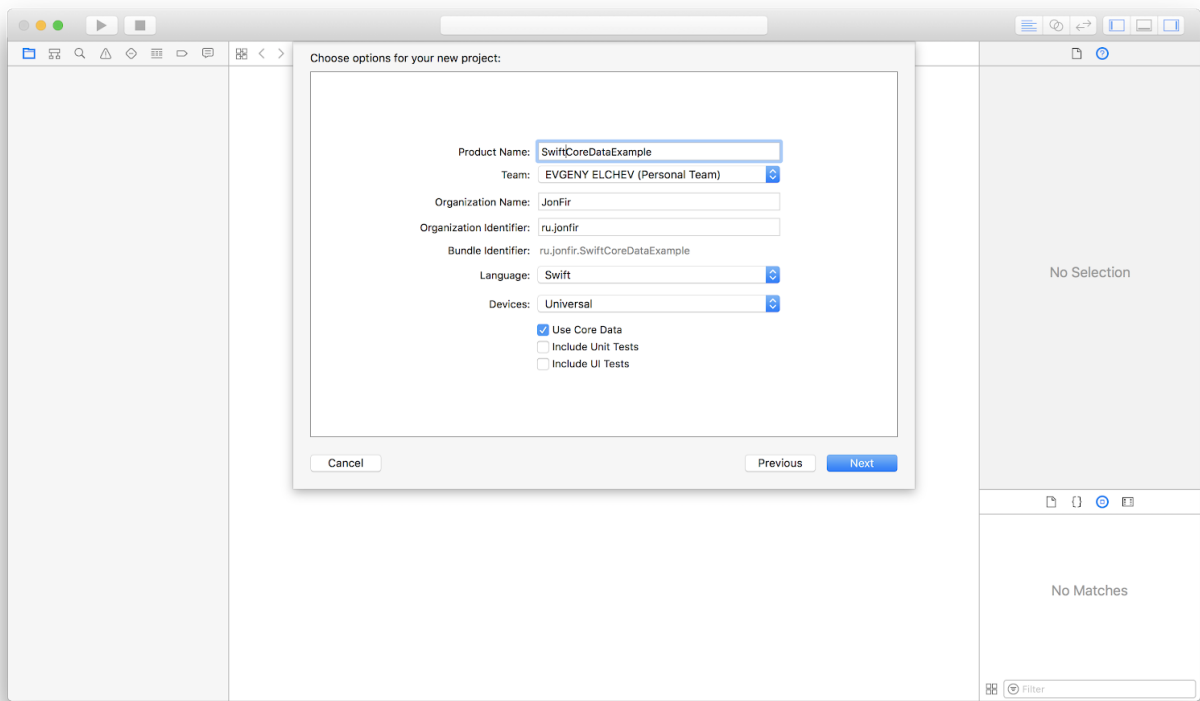 Choose options for your new project:
Product Name: SwiftCoreDataExample
Team: EVGENY ELCHEV (Personal Team)
Organization Name: JonFir
Organization Identifier: ru.jonfir
Bundle Identifier: ru.jonfir.SwiftCoreDataExample
Language: Swift
Devices: Universal
Use Core Data
Include Unit Tests
Include UI Tests
Cancel
Previous
Next
No Selection
No Matches
Filter